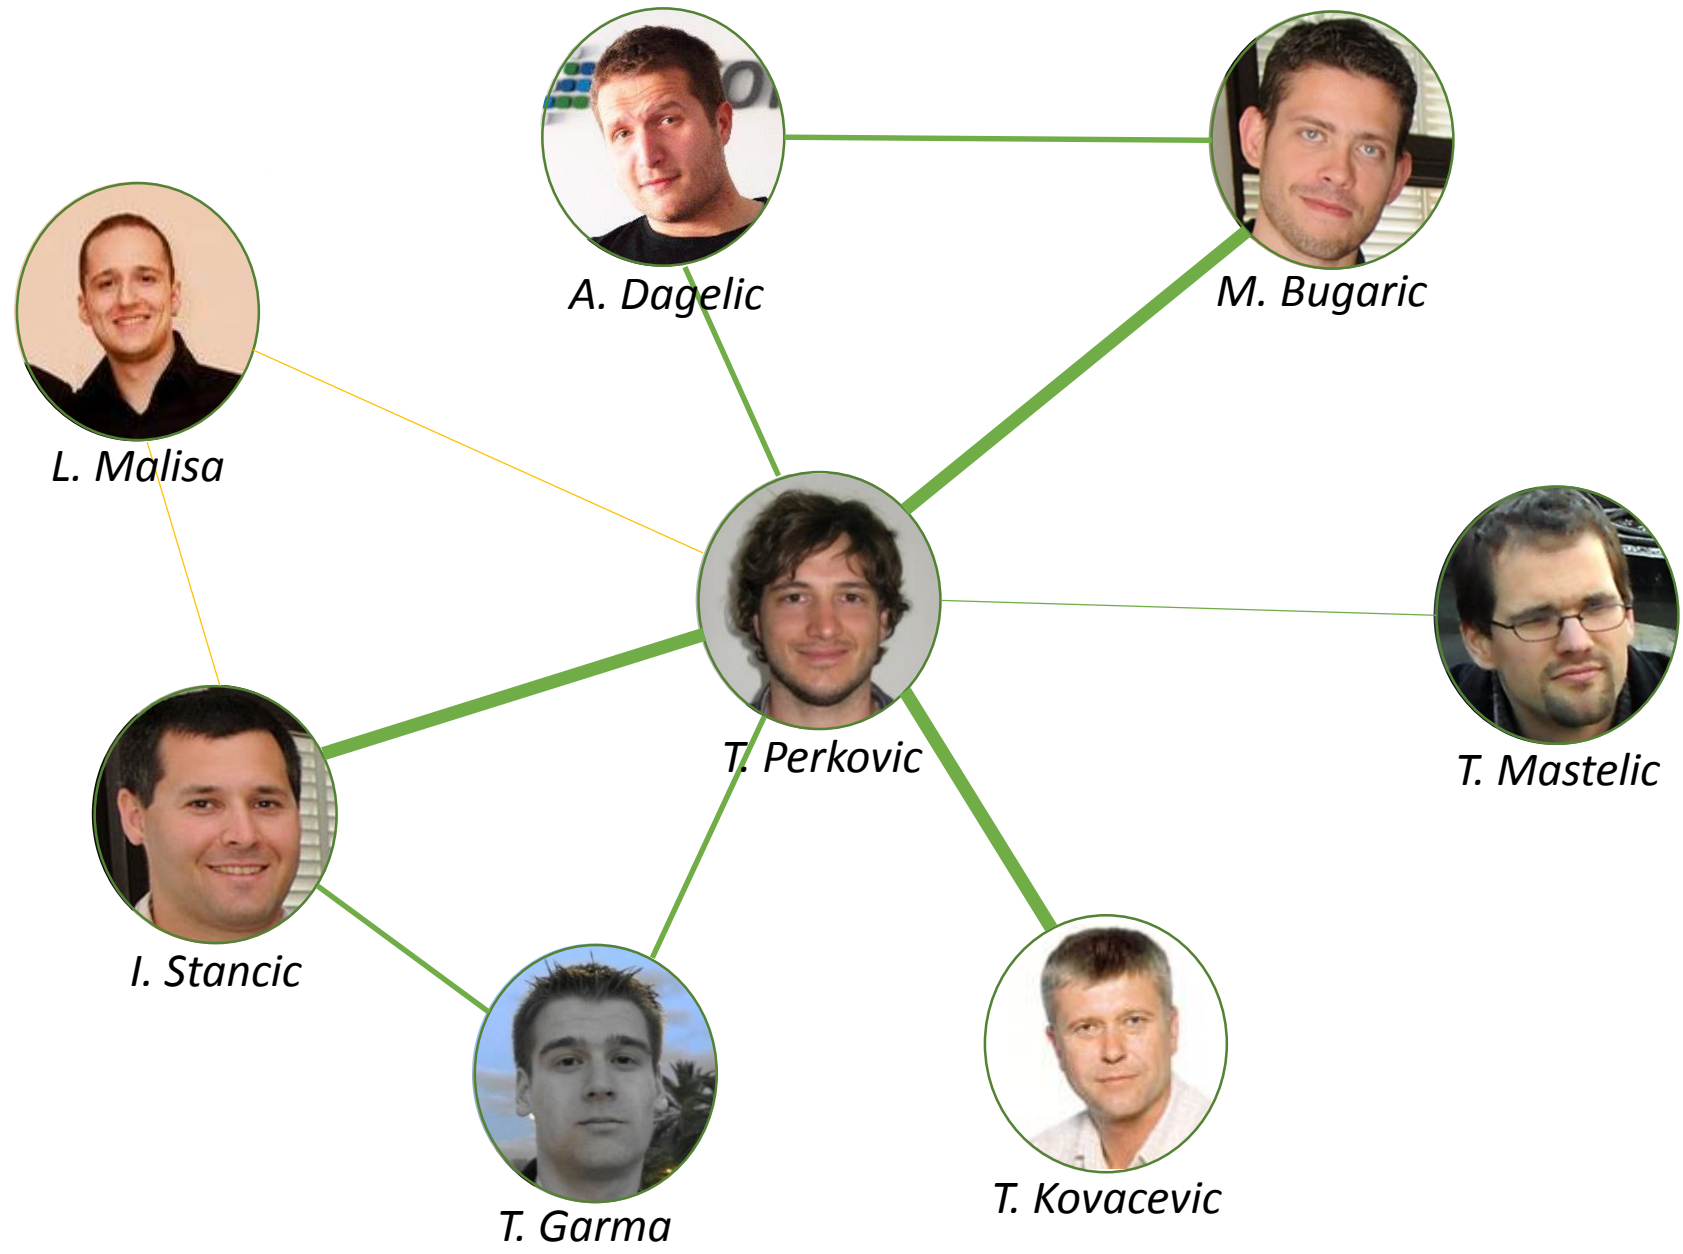 A. Dagelic
M. Bugaric
L. Malisa
T. Perkovic
T. Mastelic
I. Stancic
T. Kovacevic
T. Garma